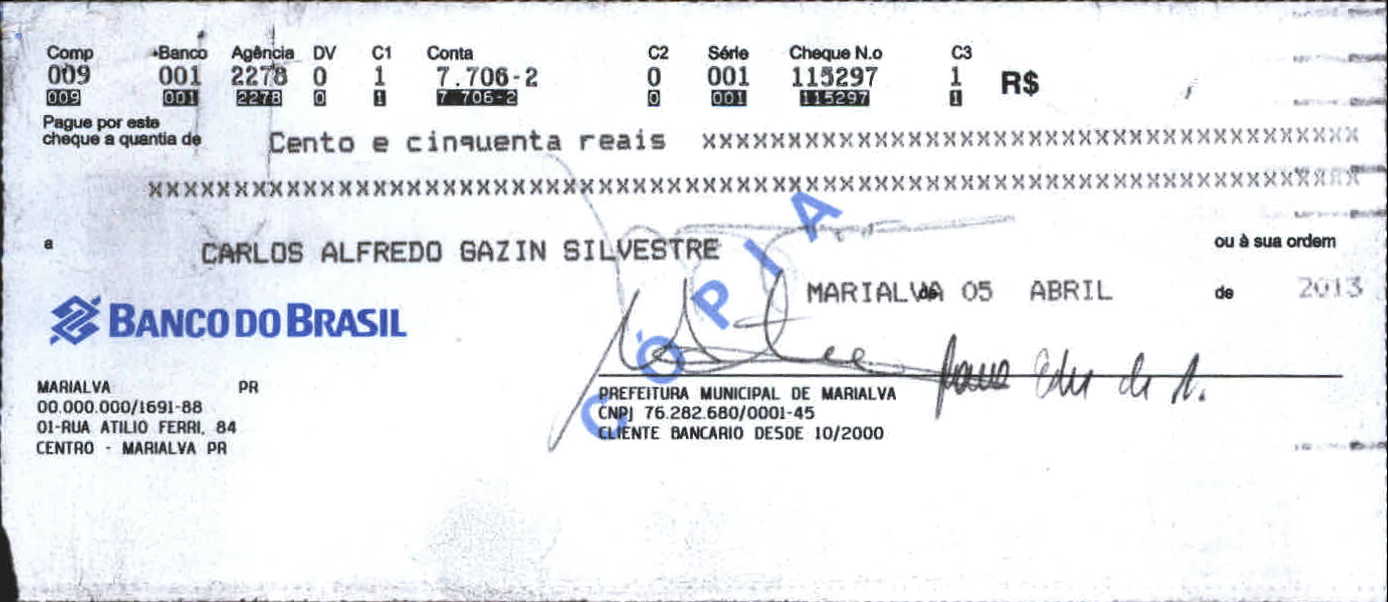 Comp Banco Agência DV C1 Conta C2 Série Cheque N.o C3
009 001 2278 0 1 7.706-2 0 001 115297 1 R$
009 001 2278 0 1 7 706-2 0 001 115297 1
Pague por este
cheque a quantia de Cento e cinquenta reais xxxxxxxxxxxxxxxxxxxxxxxxxxxxxxxxxxxxxxx
xxxxxxxxxxxxxxxxxxxxxxxxxxxxxxxxxxxxxxxxxxxxxxxxxxxxxxxxxxxxxxxxxxxxxxx
a CARLOS ALFREDO GAZIN SILVESTRE ou à sua ordem
MARIALVA de 05 ABRIL de 2013
CÓPIA
BANCO DO BRASIL
MARIALVA PR
00.000.000/1691-88
01-RUA ATILIO FERRI, 84
CENTRO - MARIALVA PR
PREFEITURA MUNICIPAL DE MARIALVA
CNPJ 76.282.680/0001-45
CLIENTE BANCARIO DESDE 10/2000